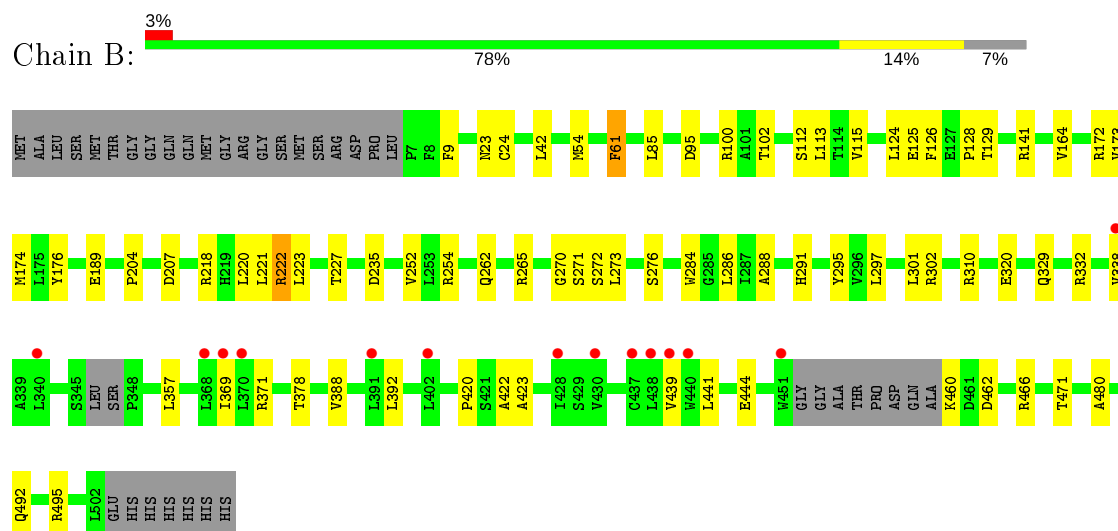 3%
Chain B:
78% 14% 7%
MET ALA LEU SER MET THR GLY GLY GLN GLN MET GLY ARG GLY SER MET SER ARG ASP PRO LEU P7 F8 F9 N23 C24 L42 M54 F61 L85 D95 R100 A101 T102 S112 L113 T114 V115 L124 E125 F126 E127 P128 T129 R141 V164 R172 V173
M174 L175 Y176 E189 P204 D207 R218 H219 L220 L221 R222 L223 T227 D235 V252 L253 R254 Q262 R265 G270 S271 S272 L273 S276 W284 G285 L286 I287 A288 H291 Y295 V296 L297 L301 R302 R310 E320 Q329 R332 V338
A339 L340 S345 LEU SER P348 L357 L368 I369 L370 R371 T378 V388 L391 L392 L402 P420 S421 A422 A423 I428 S429 V430 C437 L438 V439 W440 L441 E444 W451 GLY GLY ALA THR PRO ASP GLN ALA K460 D461 D462 R466 T471 A480
Q492 R495 L502 GLU HIS HIS HIS HIS HIS HIS